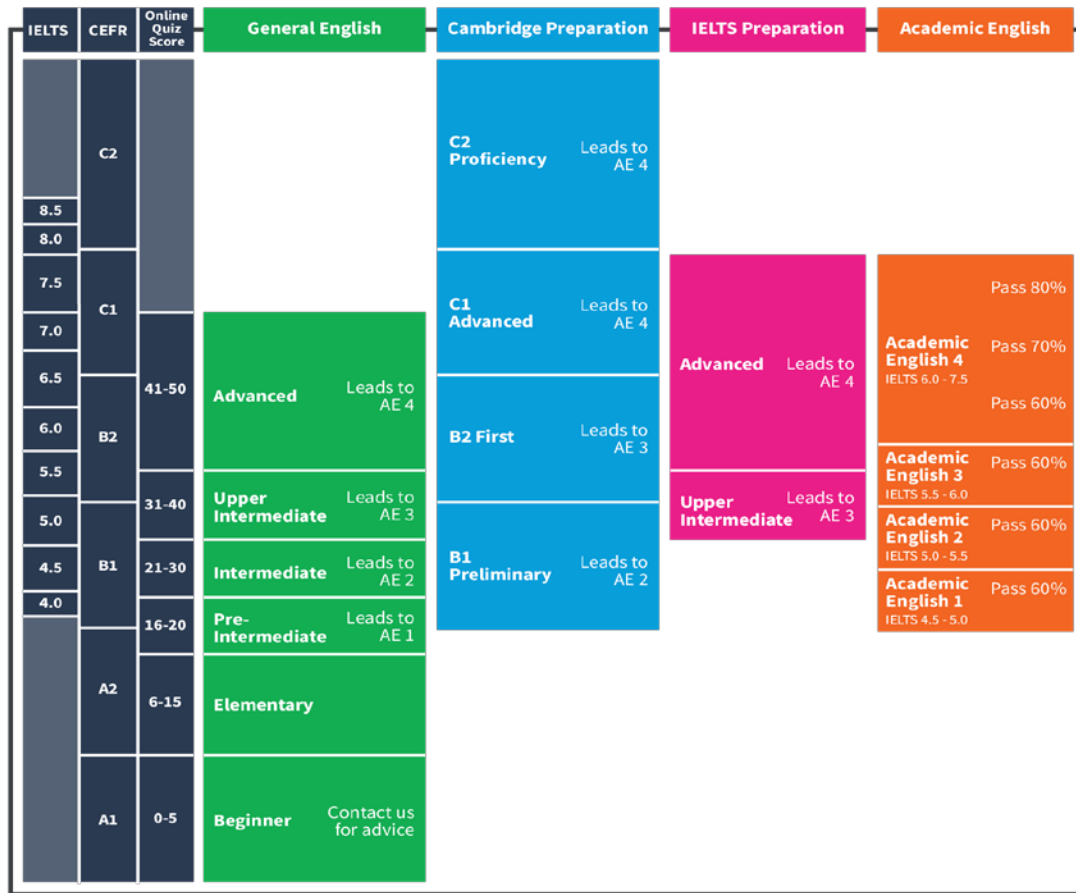 IELTS
CEFR
Online
Quiz
Score
General English
Cambridge Preparation
IELTS Preparation
Academic English
8.5
8.0
7.5
7.0
6.5
6.0
5.5
5.0
4.5
4.0
C2
C1
B2
B1
A2
A1
41-50
31-40
21-30
16-20
6-15
0-5
Advanced
Leads to
AE 4
Upper
Intermediate
Leads to
AE 3
Intermediate
Leads to
AE 2
Pre-
Intermediate
Leads to
AE 1
Elementary
Beginner
Contact us
for advice
C2
Proficiency
Leads to
AE 4
C1
Advanced
Leads to
AE 4
B2 First
Leads to
AE 3
B1
Preliminary
Leads to
AE 2
Advanced
Leads to
AE 4
Upper
Intermediate
Leads to
AE 3
Pass 80%
Academic
English 4
IELTS 6.0 - 7.5
Pass 70%
Pass 60%
Academic
English 3
IELTS 5.5 - 6.0
Pass 60%
Academic
English 2
IELTS 5.0 - 5.5
Pass 60%
Academic
English 1
IELTS 4.5 - 5.0
Pass 60%